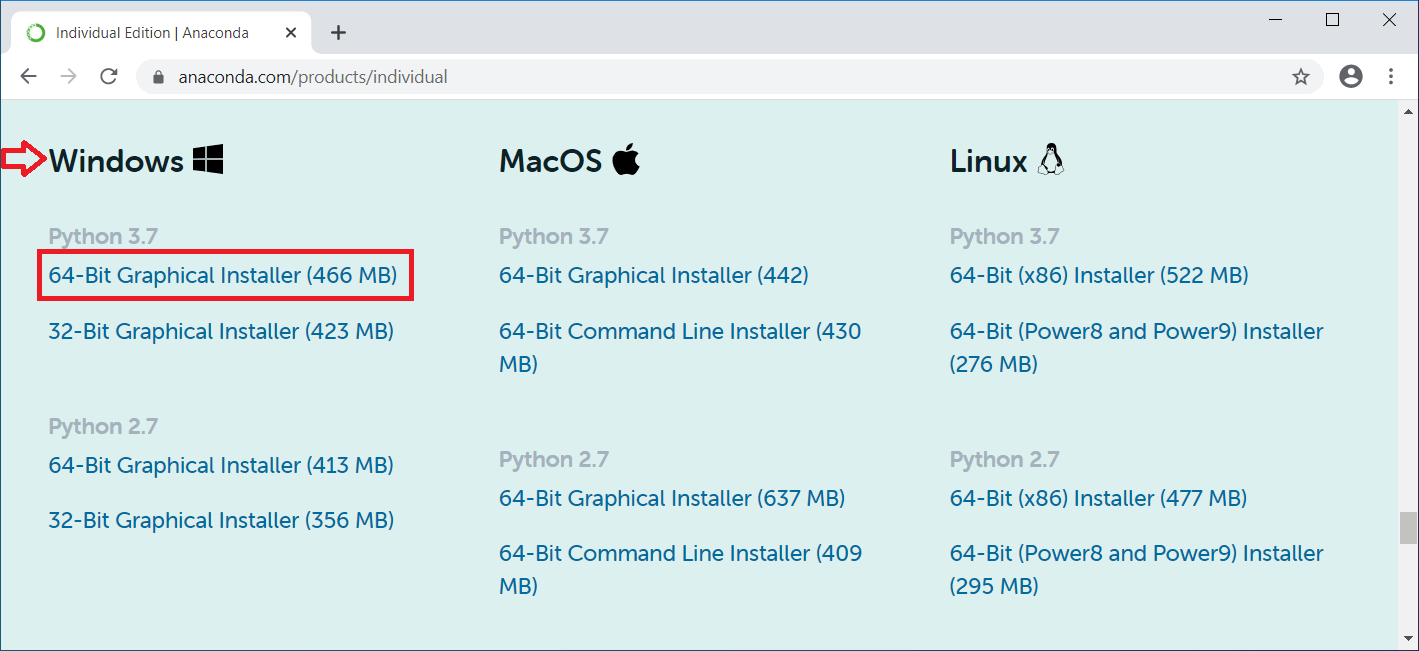 Individual Edition | Anaconda
anaconda.com/products/individual
Windows
Python 3.7
64-Bit Graphical Installer (466 MB)
32-Bit Graphical Installer (423 MB)
Python 2.7
64-Bit Graphical Installer (413 MB)
32-Bit Graphical Installer (356 MB)
MacOS
Python 3.7
64-Bit Graphical Installer (442)
64-Bit Command Line Installer (430
MB)
Python 2.7
64-Bit Graphical Installer (637 MB)
64-Bit Command Line Installer (409
MB)
Linux
Python 3.7
64-Bit (x86) Installer (522 MB)
64-Bit (Power8 and Power9) Installer
(276 MB)
Python 2.7
64-Bit (x86) Installer (477 MB)
64-Bit (Power8 and Power9) Installer
(295 MB)